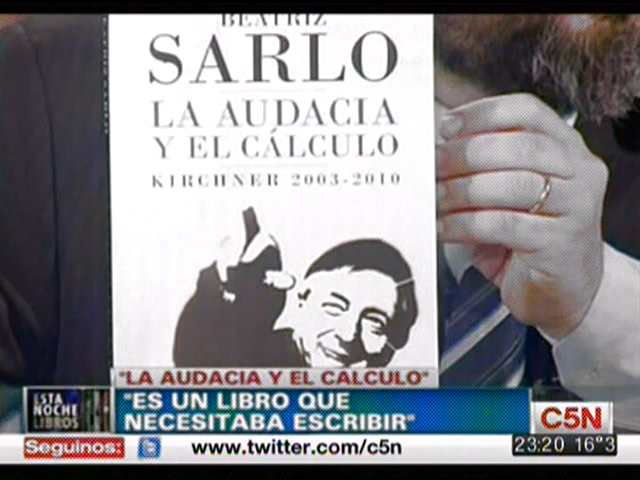 BEATRIZ
SARLO
LA AUDACIA
Y EL CÁLCULO
KIRCHNER 2003-2010
"LA AUDACIA Y EL CALCULO"
ESTA
NOCHE
LIBROS
"ES UN LIBRO QUE
NECESITABA ESCRIBIR"
C5N
Seguinos:
www.twitter.com/c5n
23:20 16°3